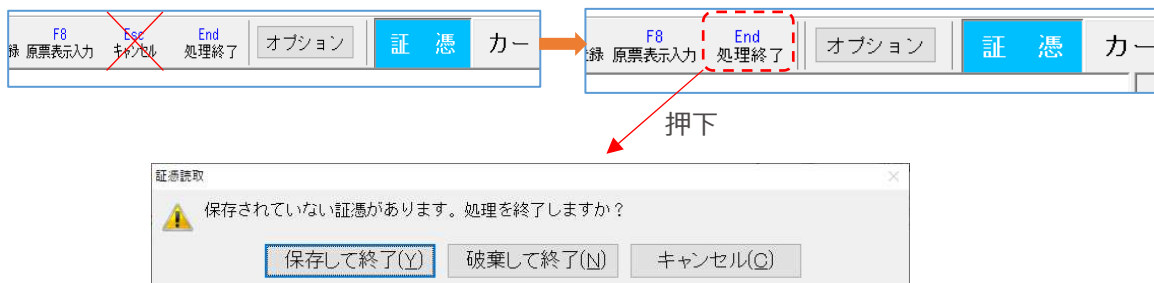 F8 Esc End
録 原票表示入力 キャンセル 処理終了 オプション 証 憑 カー
F8 End
録 原票表示入力 処理終了 オプション 証 憑 カー
押下
証憑読取
保存されていない証憑があります。処理を終了しますか？
保存して終了(Y) 破棄して終了(N) キャンセル(C)